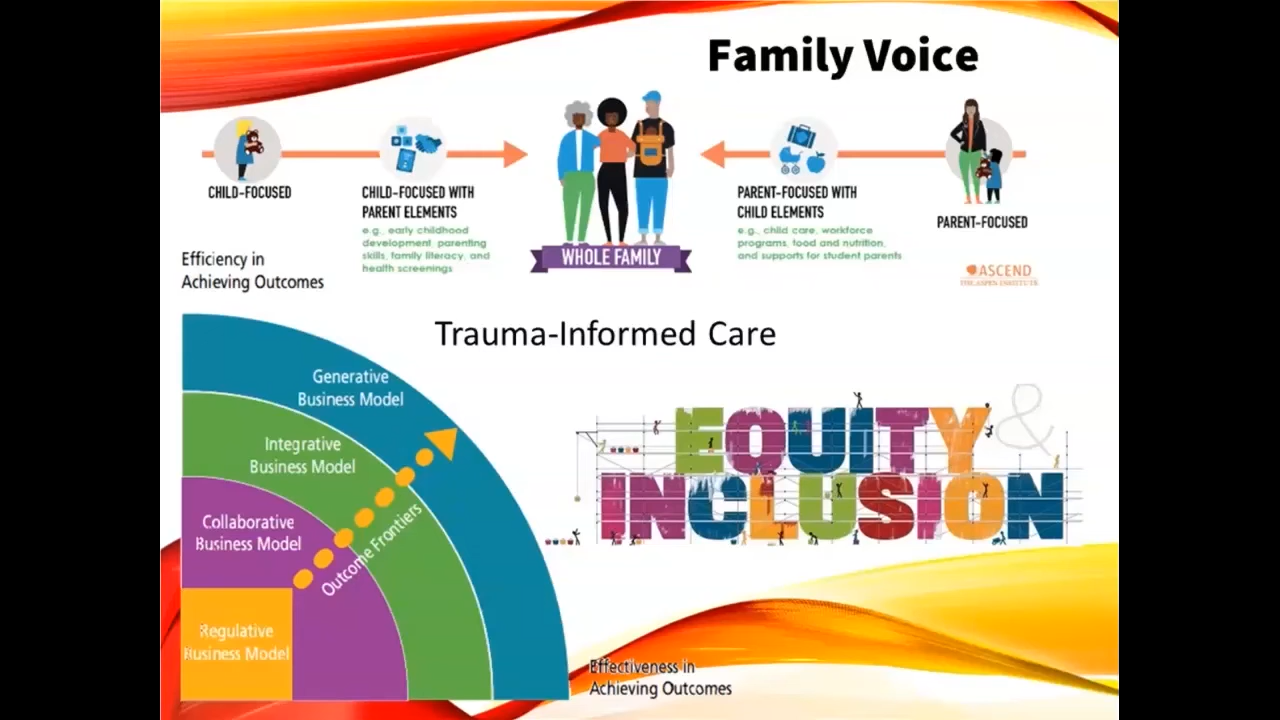 Family Voice
CHILD-FOCUSED
CHILD-FOCUSED WITH
PARENT ELEMENTS
e.g., early childhood
development, parenting
skills, family literacy, and
health screenings
WHOLE FAMILY
PARENT-FOCUSED WITH
CHILD ELEMENTS
e.g., child care, workforce
programs, food and nutrition,
and supports for student parents
PARENT-FOCUSED
ASCEND
THE ASPEN INSTITUTE
Efficiency in
Achieving Outcomes
Trauma-Informed Care
Generative
Business Model
Integrative
Business Model
Collaborative
Business Model
Outcome Frontiers
Regulative
Business Model
Effectiveness in
Achieving Outcomes
EQUITY &
INCLUSION